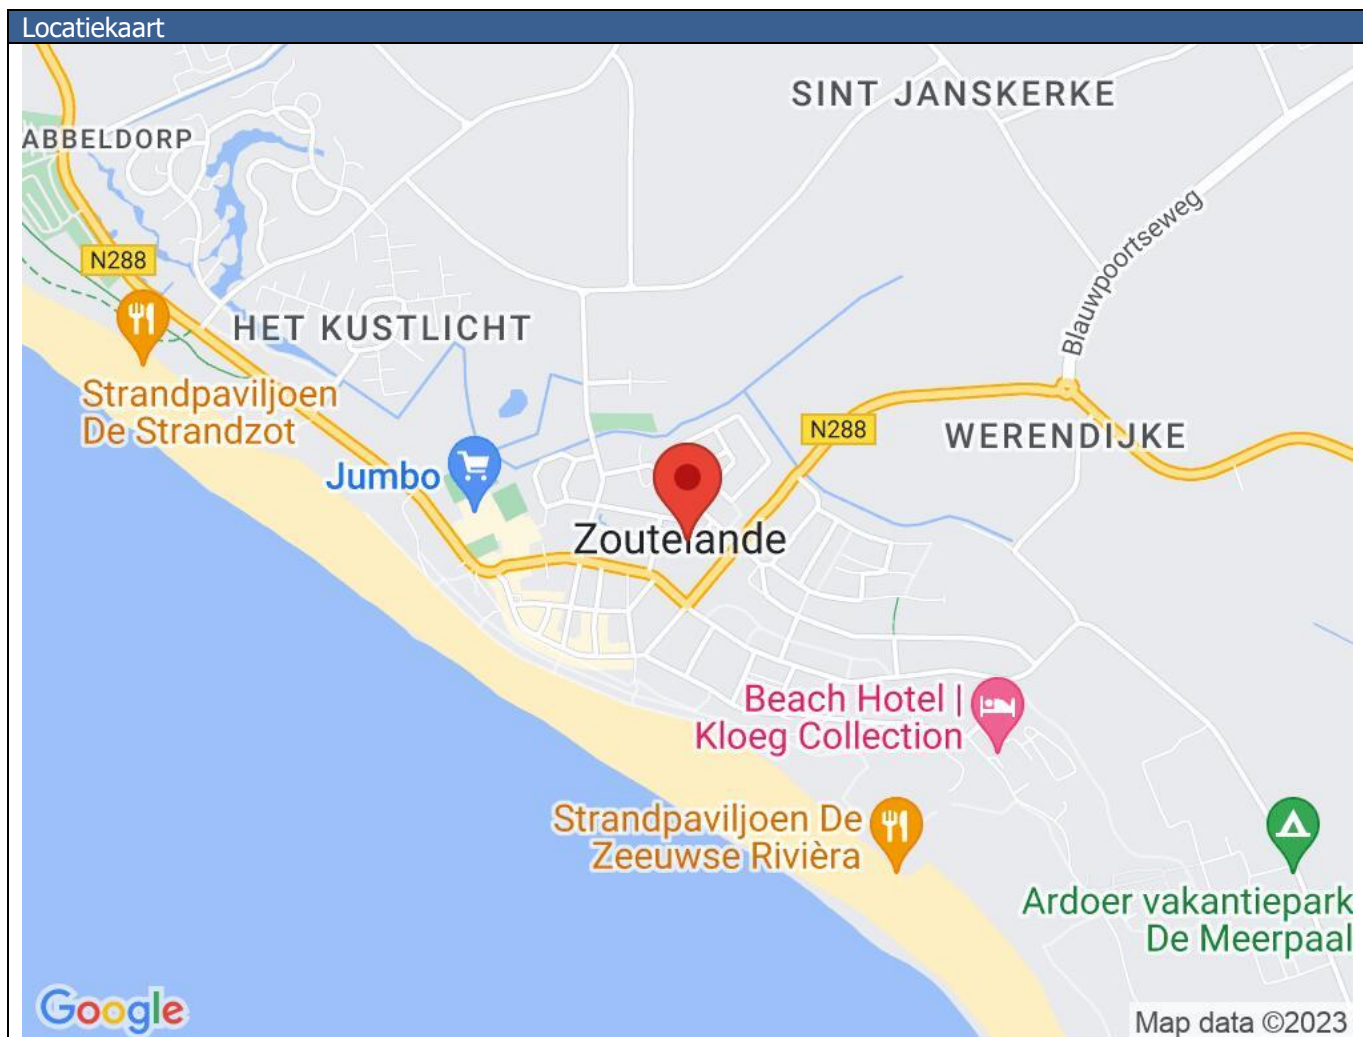 Locatiekaart
SINT JANSKERKE
ABBELDORP
Blauwpoortseweg
N288
HET KUSTLICHT
Strandpaviljoen
De Strandzot
N288
WERENDIJKE
Jumbo
Zoutelande
Beach Hotel |
Kloeg Collection
Strandpaviljoen De
Zeeuwse Rivièra
Ardoer vakantiepark
De Meerpaal
Google
Map data ©2023